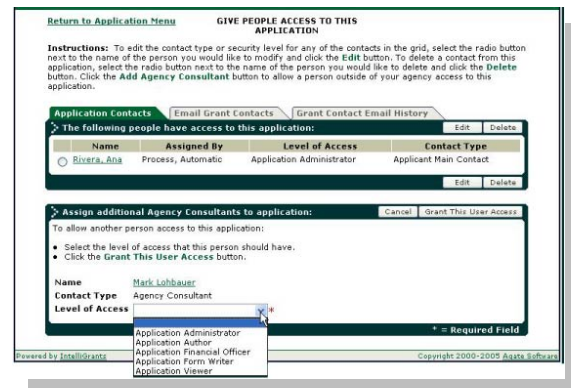 Return to Application Menu
GIVE PEOPLE ACCESS TO THIS
APPLICATION
Instructions: To edit the contact type or security level for any of the contacts in the grid, select the radio button
next to the name of the person you would like to modify and click the Edit button. To delete a contact from this
application, select the radio button next to the name of the person you would like to delete and click the Delete
button. Click the Add Agency Consultant button to allow a person outside of your agency access to this
application.
Application Contacts Email Grant Contacts Grant Contact Email History
The following people have access to this application: Edit Delete
Name Assigned By Level of Access Contact Type
Rivera, Ana Process, Automatic Application Administrator Applicant Main Contact
Edit Delete
Assign additional Agency Consultants to application: Cancel Grant This User Access
To allow another person access to this application:
• Select the level of access that this person should have.
• Click the Grant This User Access button.
Name Mark Lohbauer
Contact Type Agency Consultant
Level of Access *
Application Administrator
Application Author
Application Financial Officer
Application Form Writer
Application Viewer
* = Required Field
Powered by IntelliGrants Copyright 2000-2005 Agate Software